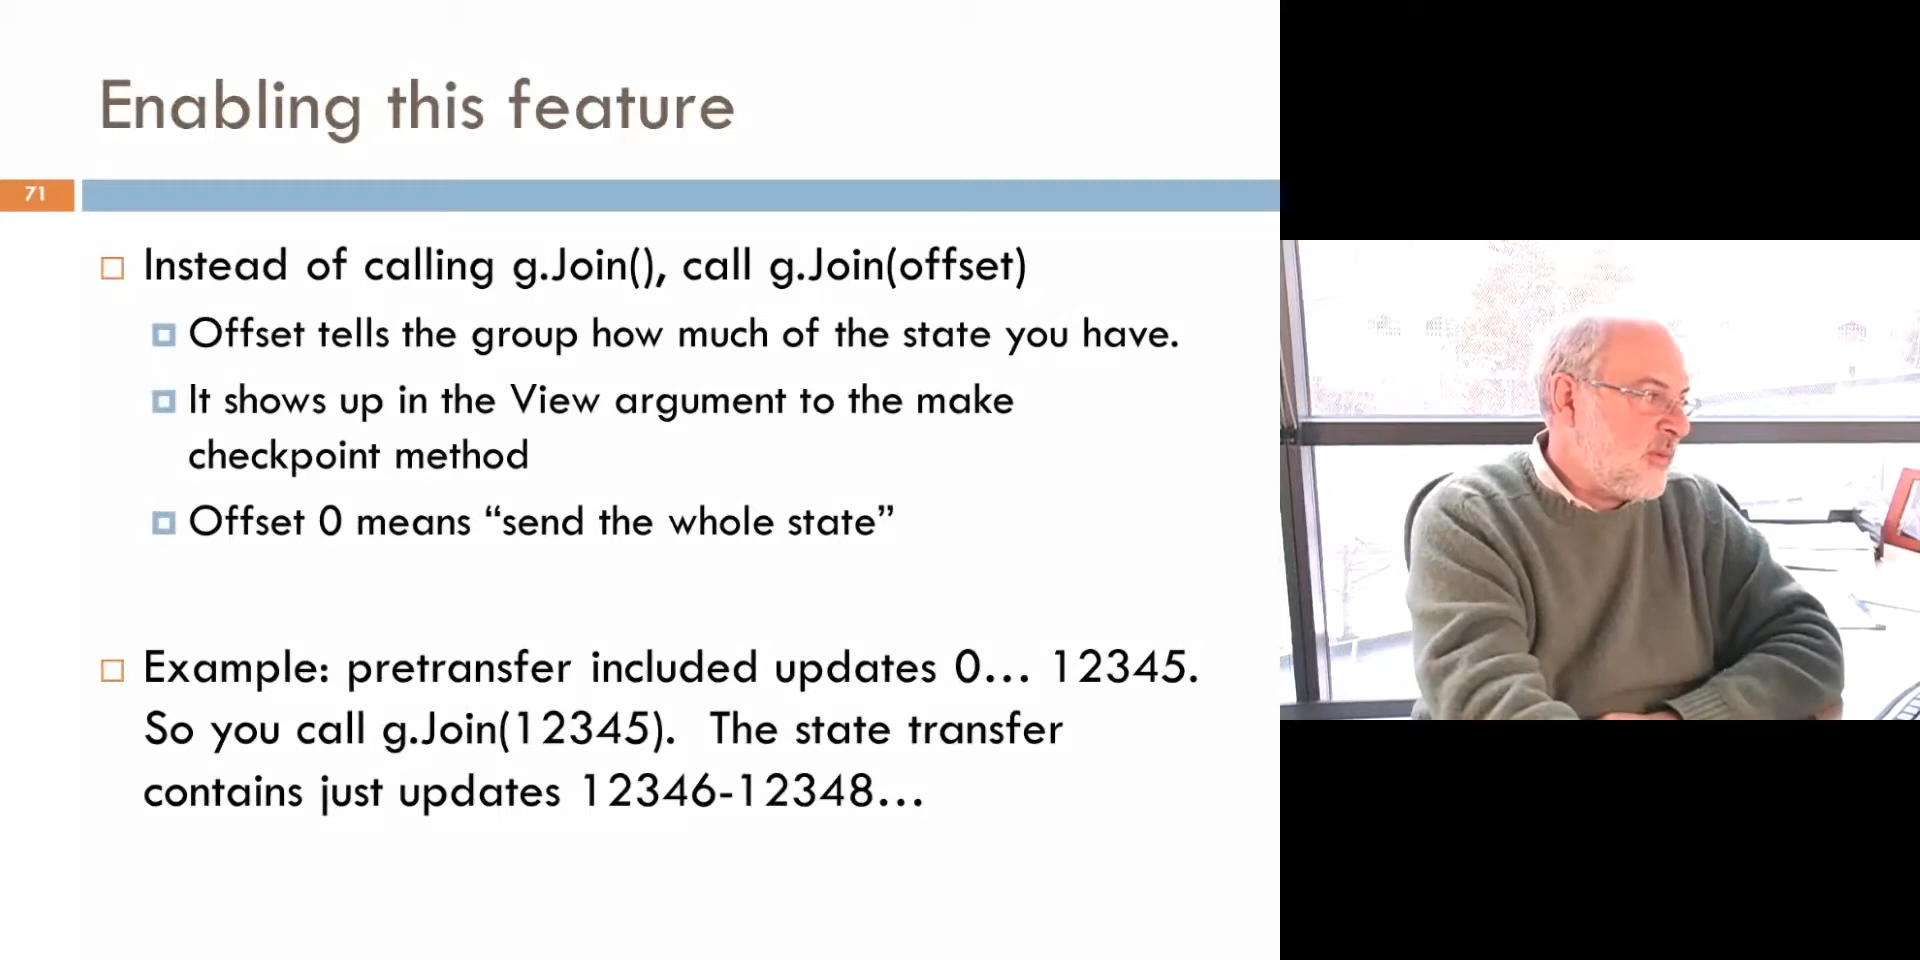 Enabling this feature
71
Instead of calling g.Join(), call g.Join(offset)
Offset tells the group how much of the state you have.
It shows up in the View argument to the make
checkpoint method
Offset 0 means “send the whole state”
Example: pretransfer included updates 0… 12345.
So you call g.Join(12345).  The state transfer
contains just updates 12346-12348…